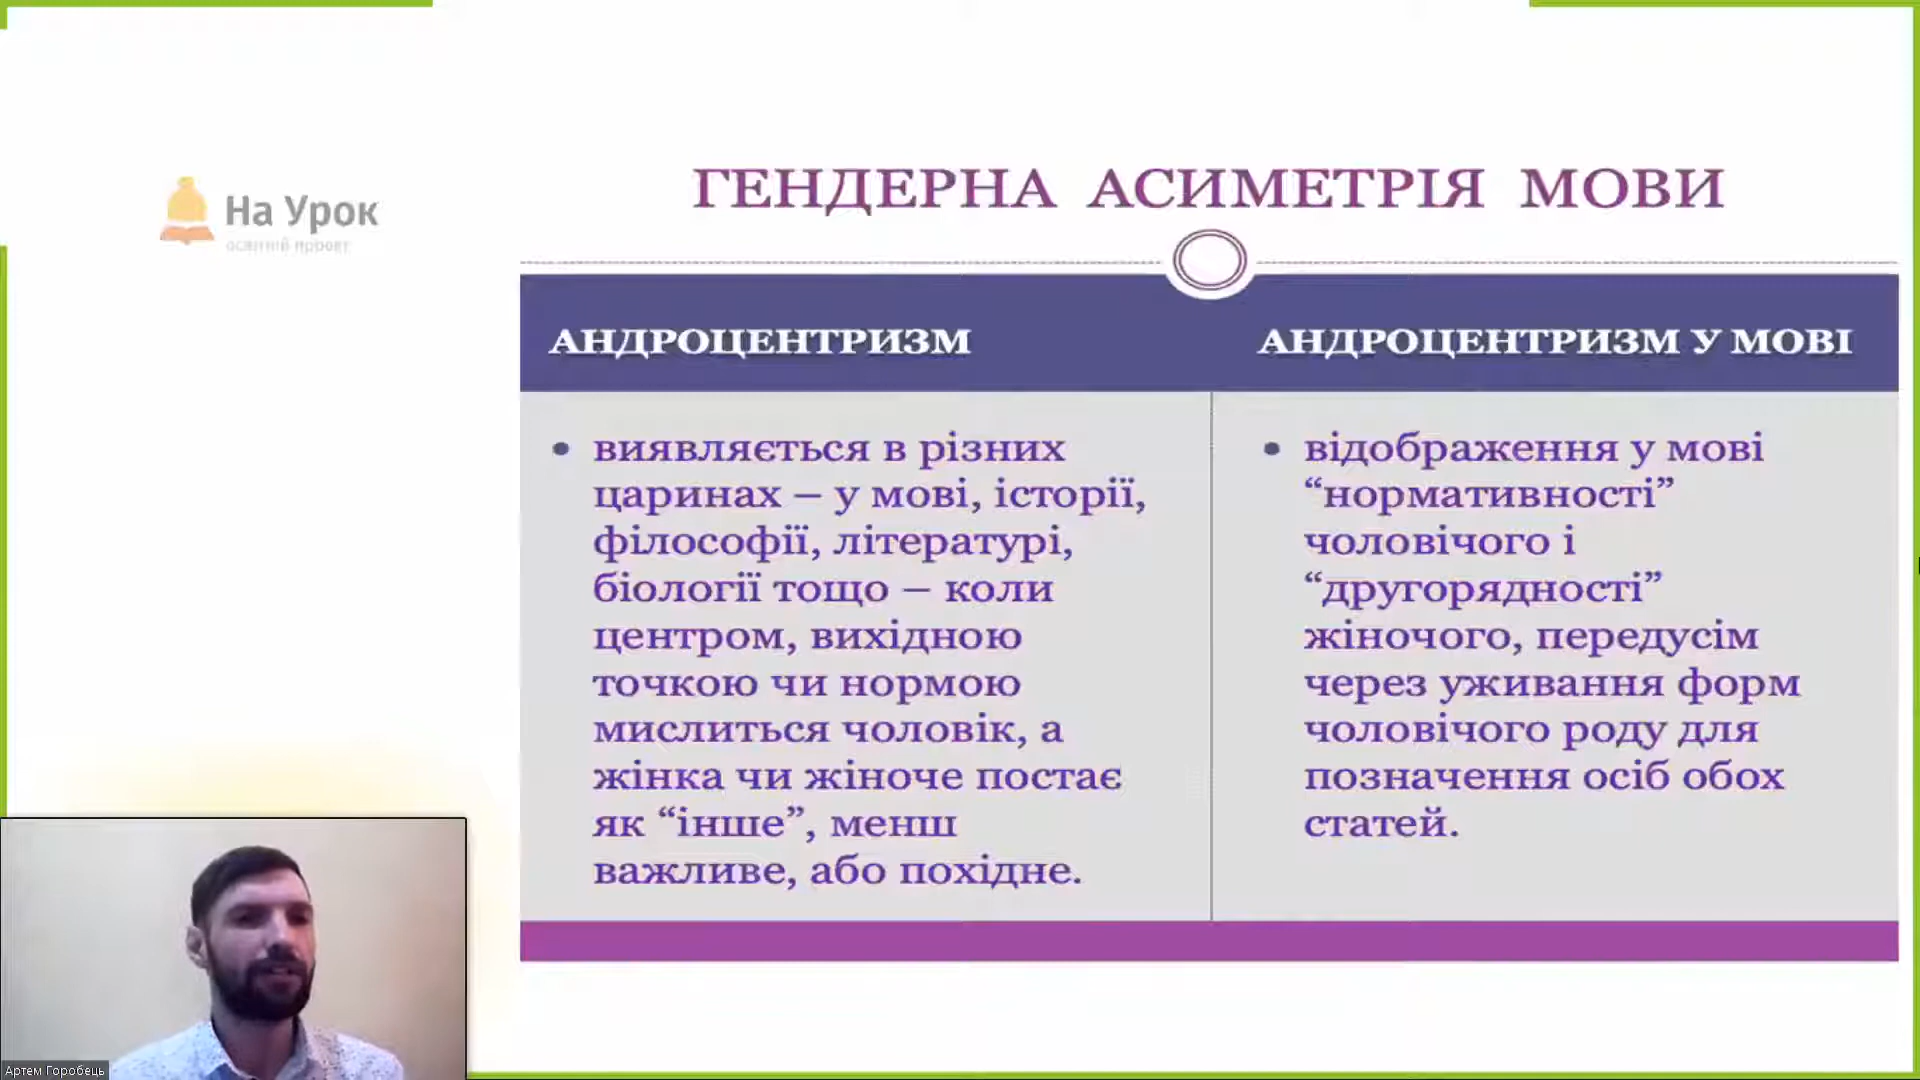 На Урок
освітній проект
ГЕНДЕРНА АСИМЕТРІЯ МОВИ
АНДРОЦЕНТРИЗМ
виявляється в різних
царинах – у мові, історії,
філософії, літературі,
біології тощо – коли
центром, вихідною
точкою чи нормою
мислиться чоловік, а
жінка чи жіноче постає
як “інше”, менш
важливе, або похідне.
АНДРОЦЕНТРИЗМ У МОВІ
відображення у мові
“нормативності”
чоловічого і
“другорядності”
жіночого, передусім
через уживання форм
чоловічого роду для
позначення осіб обох
статей.
Артем Горобець